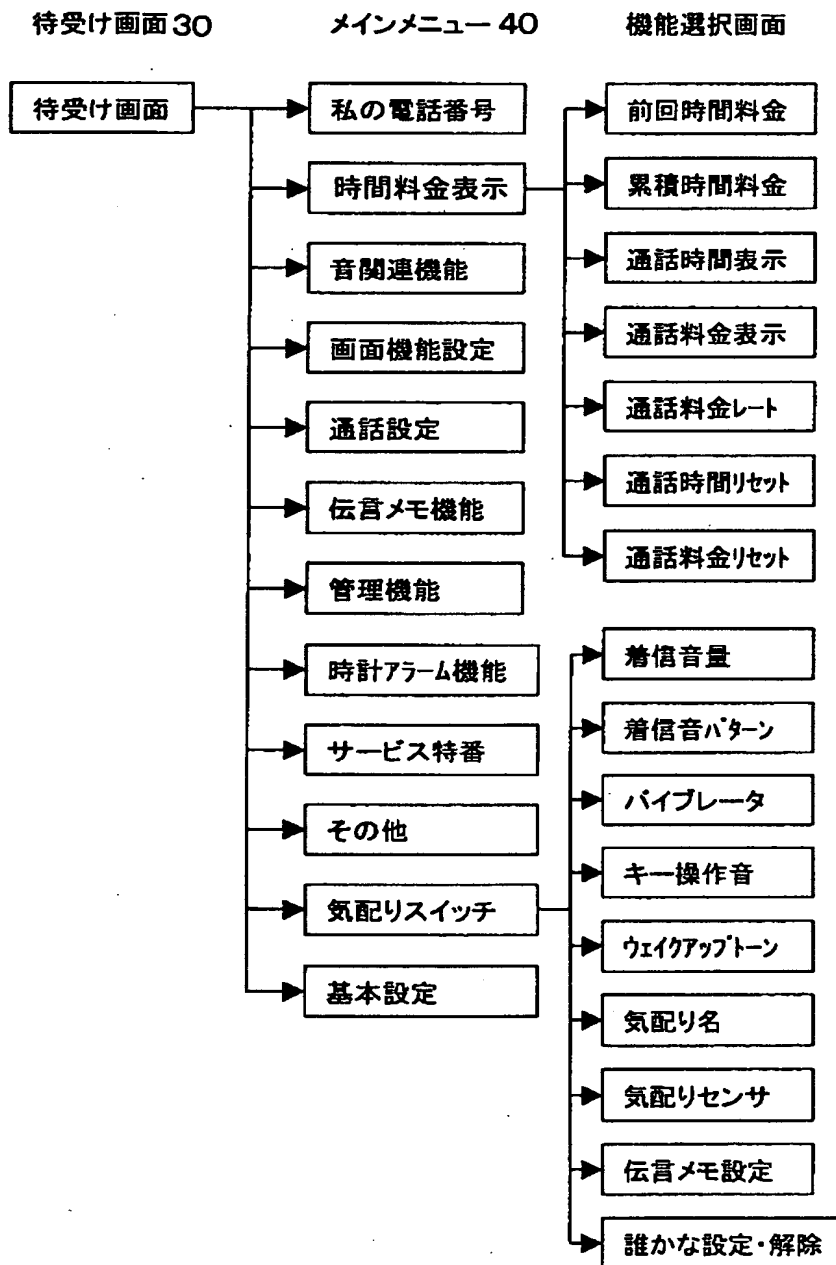 待受け画面30
メインメニュー40
機能選択画面
待受け画面
私の電話番号
時間料金表示
音関連機能
画面機能設定
通話設定
伝言メモ機能
管理機能
時計アラーム機能
サービス特番
その他
気配りスイッチ
基本設定
前回時間料金
累積時間料金
通話時間表示
通話料金表示
通話料金レート
通話時間リセット
通話料金リセット
着信音量
着信音パターン
バイブレータ
キー操作音
ウェイクアップトーン
気配り名
気配りセンサ
伝言メモ設定
誰かな設定・解除